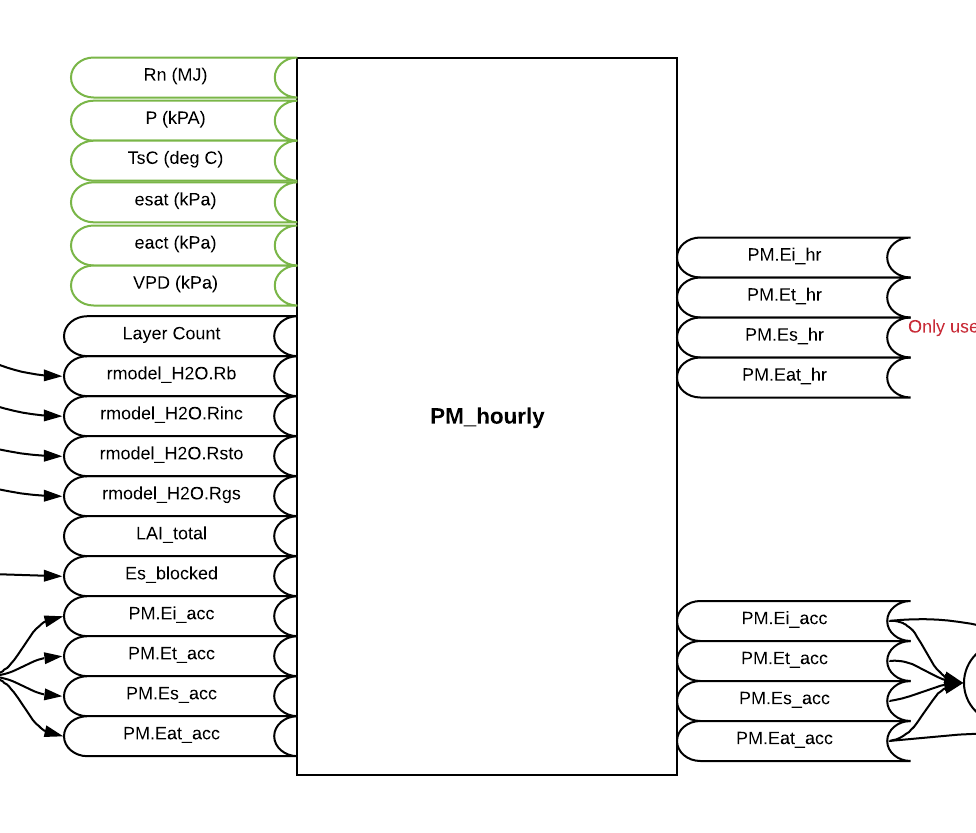 Rn (MJ)
P (kPA)
TsC (deg C)
esat (kPa)
eact (kPa)
VPD (kPa)
Layer Count
rmodel_H2O.Rb
rmodel_H2O.Rinc
rmodel_H2O.Rsto
rmodel_H2O.Rgs
LAI_total
Es_blocked
PM.Ei_acc
PM.Et_acc
PM.Es_acc
PM.Eat_acc
PM_hourly
PM.Ei_hr
PM.Et_hr
PM.Es_hr
PM.Eat_hr
Only use
PM.Ei_acc
PM.Et_acc
PM.Es_acc
PM.Eat_acc